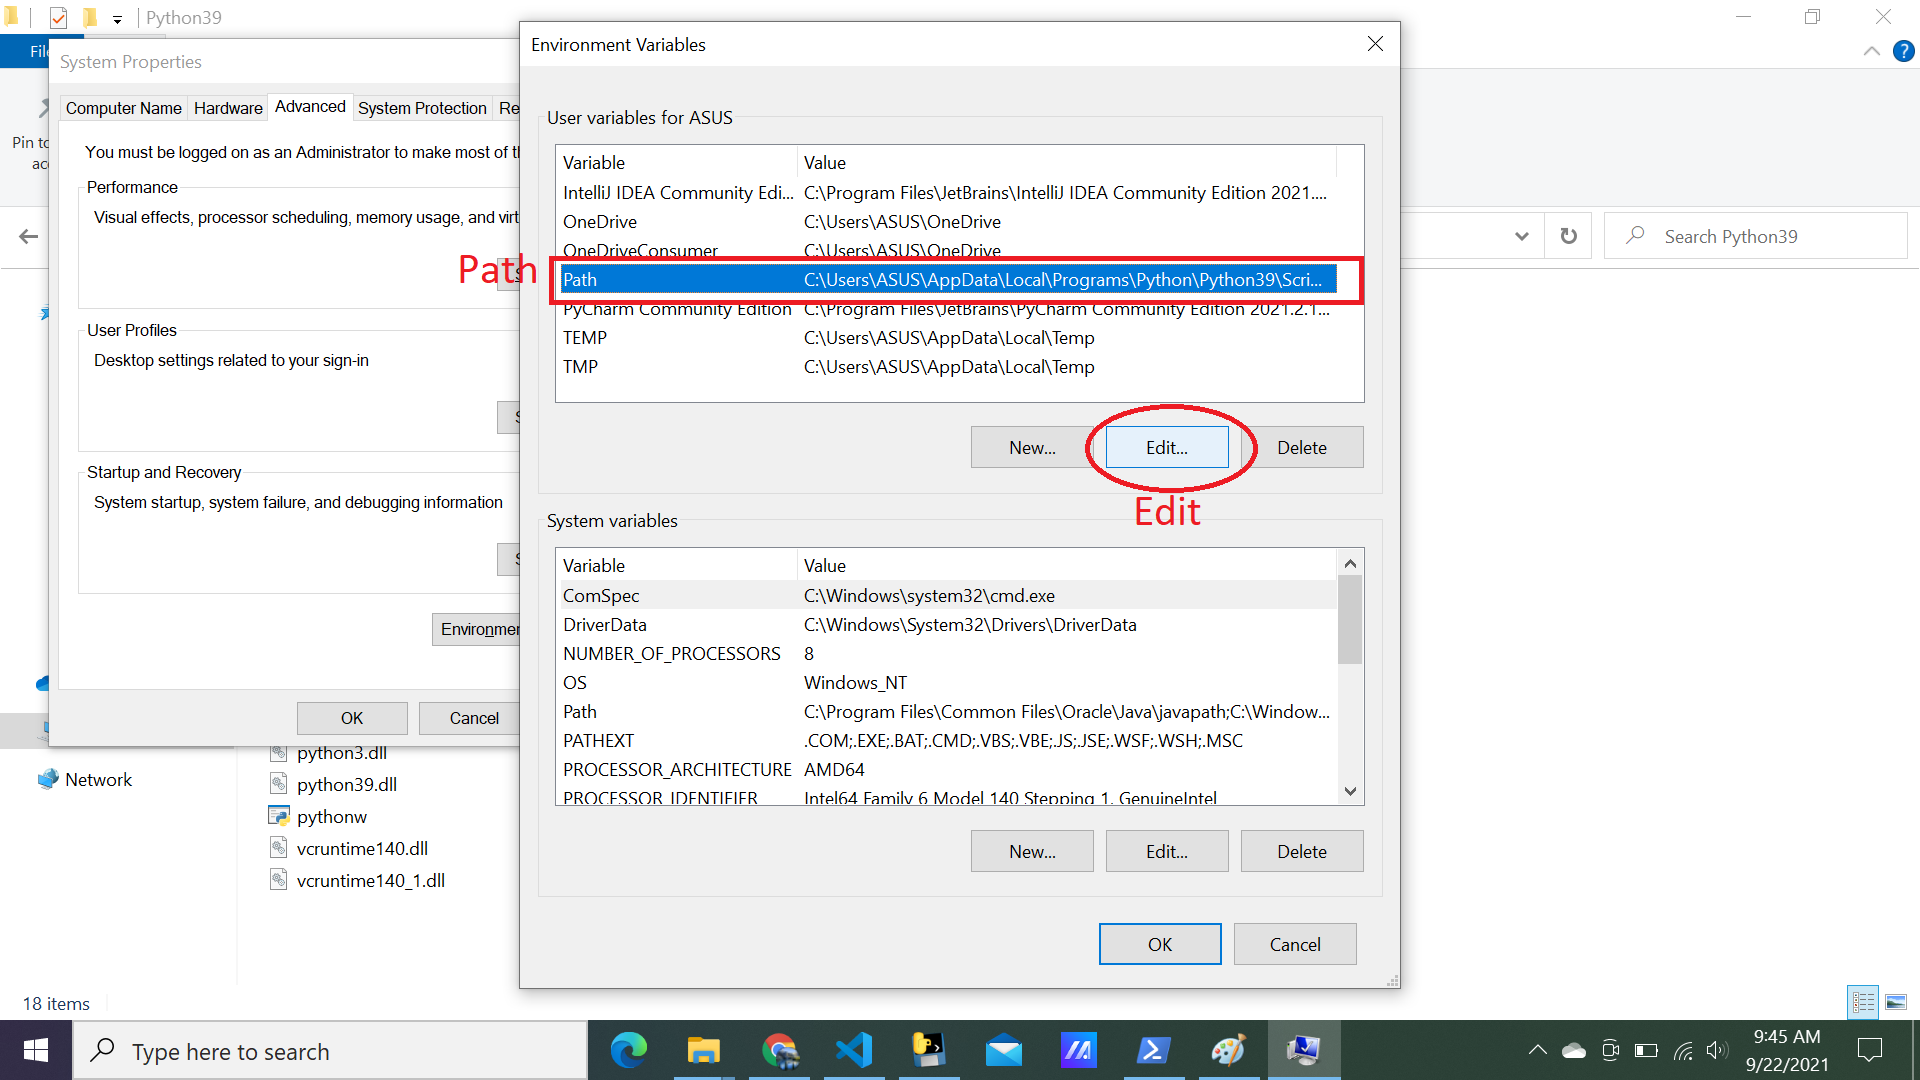 Python39
File
System Properties
Computer Name
Hardware
Advanced
System Protection
Re
Pin to
You must be logged on as an Administrator to make most of th
Performance
Visual effects, processor scheduling, memory usage, and virt
User Profiles
Desktop settings related to your sign-in
Startup and Recovery
System startup, system failure, and debugging information
Environmen
OK
Cancel
Environment Variables
User variables for ASUS
Variable Value
IntelliJ IDEA Community Edi... C:\Program Files\JetBrains\IntelliJ IDEA Community Edition 2021....
OneDrive C:\Users\ASUS\OneDrive
OneDriveConsumer C:\Users\ASUS\OneDrive
Path
Path C:\Users\ASUS\AppData\Local\Programs\Python\Python39\Scri...
PyCharm Community Edition C:\Program Files\JetBrains\PyCharm Community Edition 2021.2.1...
TEMP C:\Users\ASUS\AppData\Local\Temp
TMP C:\Users\ASUS\AppData\Local\Temp
New... Edit... Delete
Edit
System variables
Variable Value
ComSpec C:\Windows\system32\cmd.exe
DriverData C:\Windows\System32\Drivers\DriverData
NUMBER_OF_PROCESSORS 8
OS Windows_NT
Path C:\Program Files\Common Files\Oracle\Java\javapath;C:\Window...
PATHEXT .COM;.EXE;.BAT;.CMD;.VBS;.VBE;.JS;.JSE;.WSF;.WSH;.MSC
PROCESSOR_ARCHITECTURE AMD64
PROCESSOR_IDENTIFIER Intel64 Family 6 Model 140 Stepping 1, GenuineIntel
New... Edit... Delete
OK Cancel
Search Python39
Network
python3.dll
python39.dll
pythonw
vcruntime140.dll
vcruntime140_1.dll
18 items
Type here to search
9:45 AM
9/22/2021